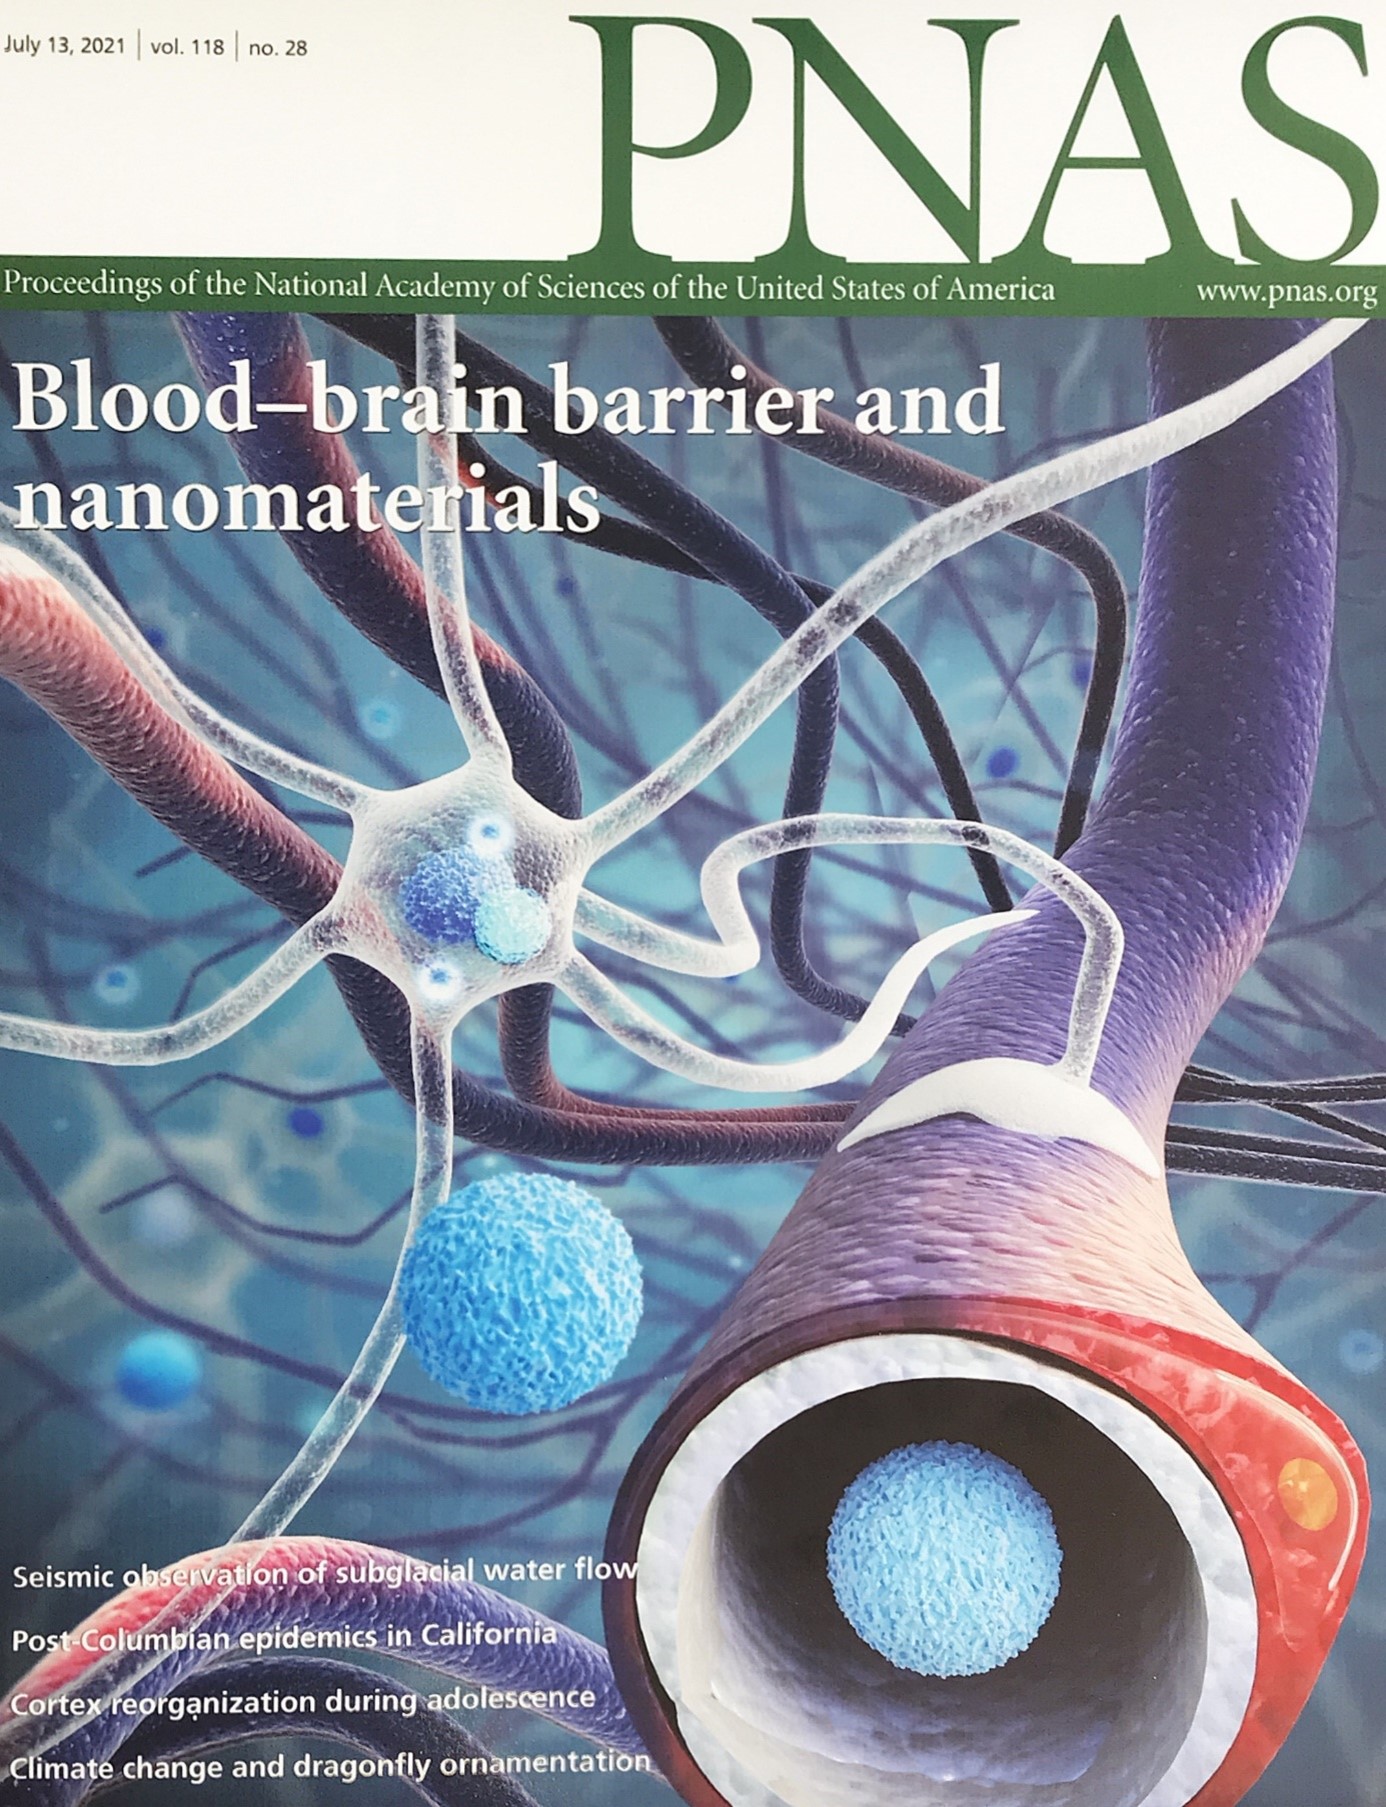 July 13, 2021 | vol. 118 | no. 28
PNAS
Proceedings of the National Academy of Sciences of the United States of America www.pnas.org
Blood–brain barrier and
nanomaterials
Seismic observation of subglacial water flow
Post-Columbian epidemics in California
Cortex reorganization during adolescence
Climate change and dragonfly ornamentation